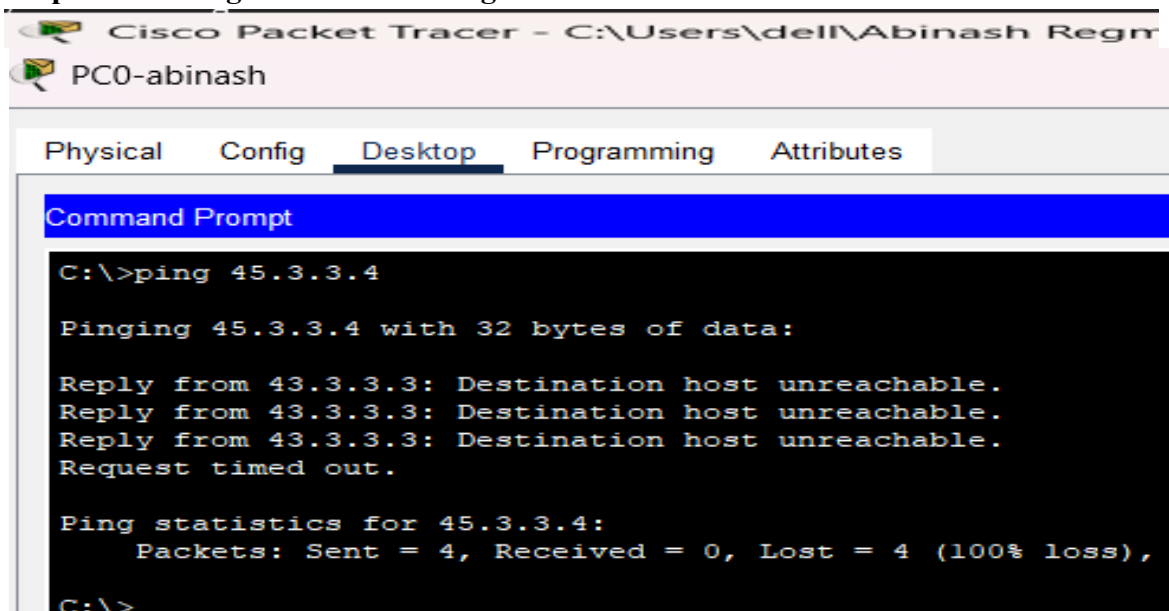 Cisco Packet Tracer - C:\Users\dell\Abinash Regm
PC0-abinash
Physical Config Desktop Programming Attributes
Command Prompt
C:\>ping 45.3.3.4
Pinging 45.3.3.4 with 32 bytes of data:
Reply from 43.3.3.3: Destination host unreachable.
Reply from 43.3.3.3: Destination host unreachable.
Reply from 43.3.3.3: Destination host unreachable.
Request timed out.
Ping statistics for 45.3.3.4:
Packets: Sent = 4, Received = 0, Lost = 4 (100% loss),
C:\>